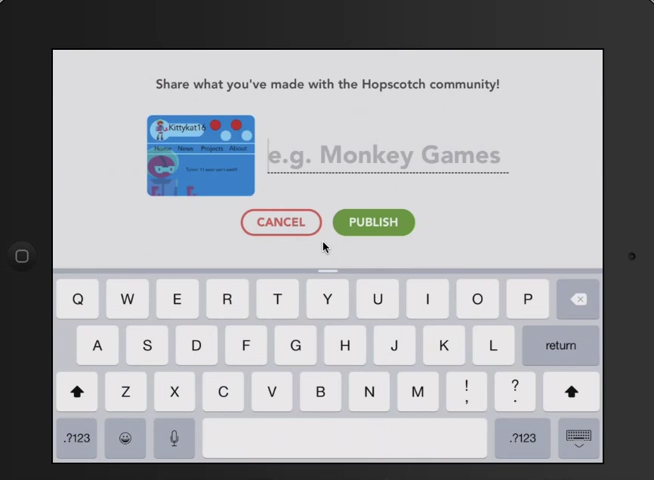 Share what you've made with the Hopscotch community!
Kittykat16
Home News Projects About
e.g. Monkey Games
CANCEL PUBLISH
Q W E R T Y U I O P
A S D F G H J K L return
Z X C V B N M ! , ? .
.?123 .?123